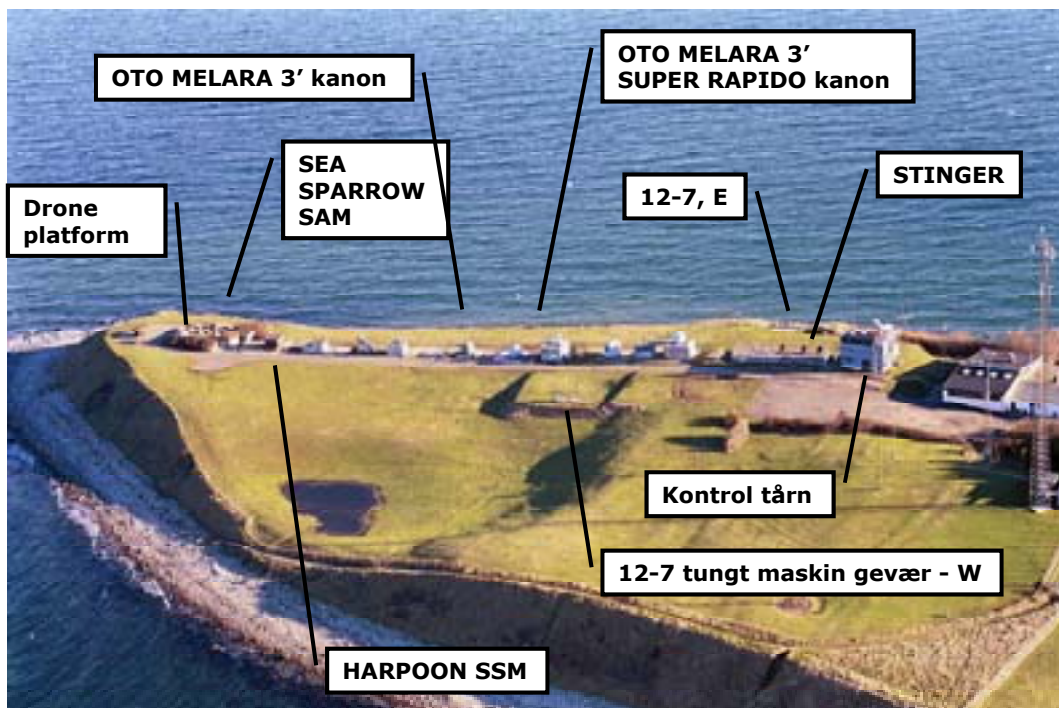 OTO MELARA 3’ kanon
OTO MELARA 3’
SUPER RAPIDO kanon
SEA
SPARROW
SAM
Drone
platform
12-7, E
STINGER
Kontrol tårn
12-7 tungt maskin gevær - W
HARPOON SSM